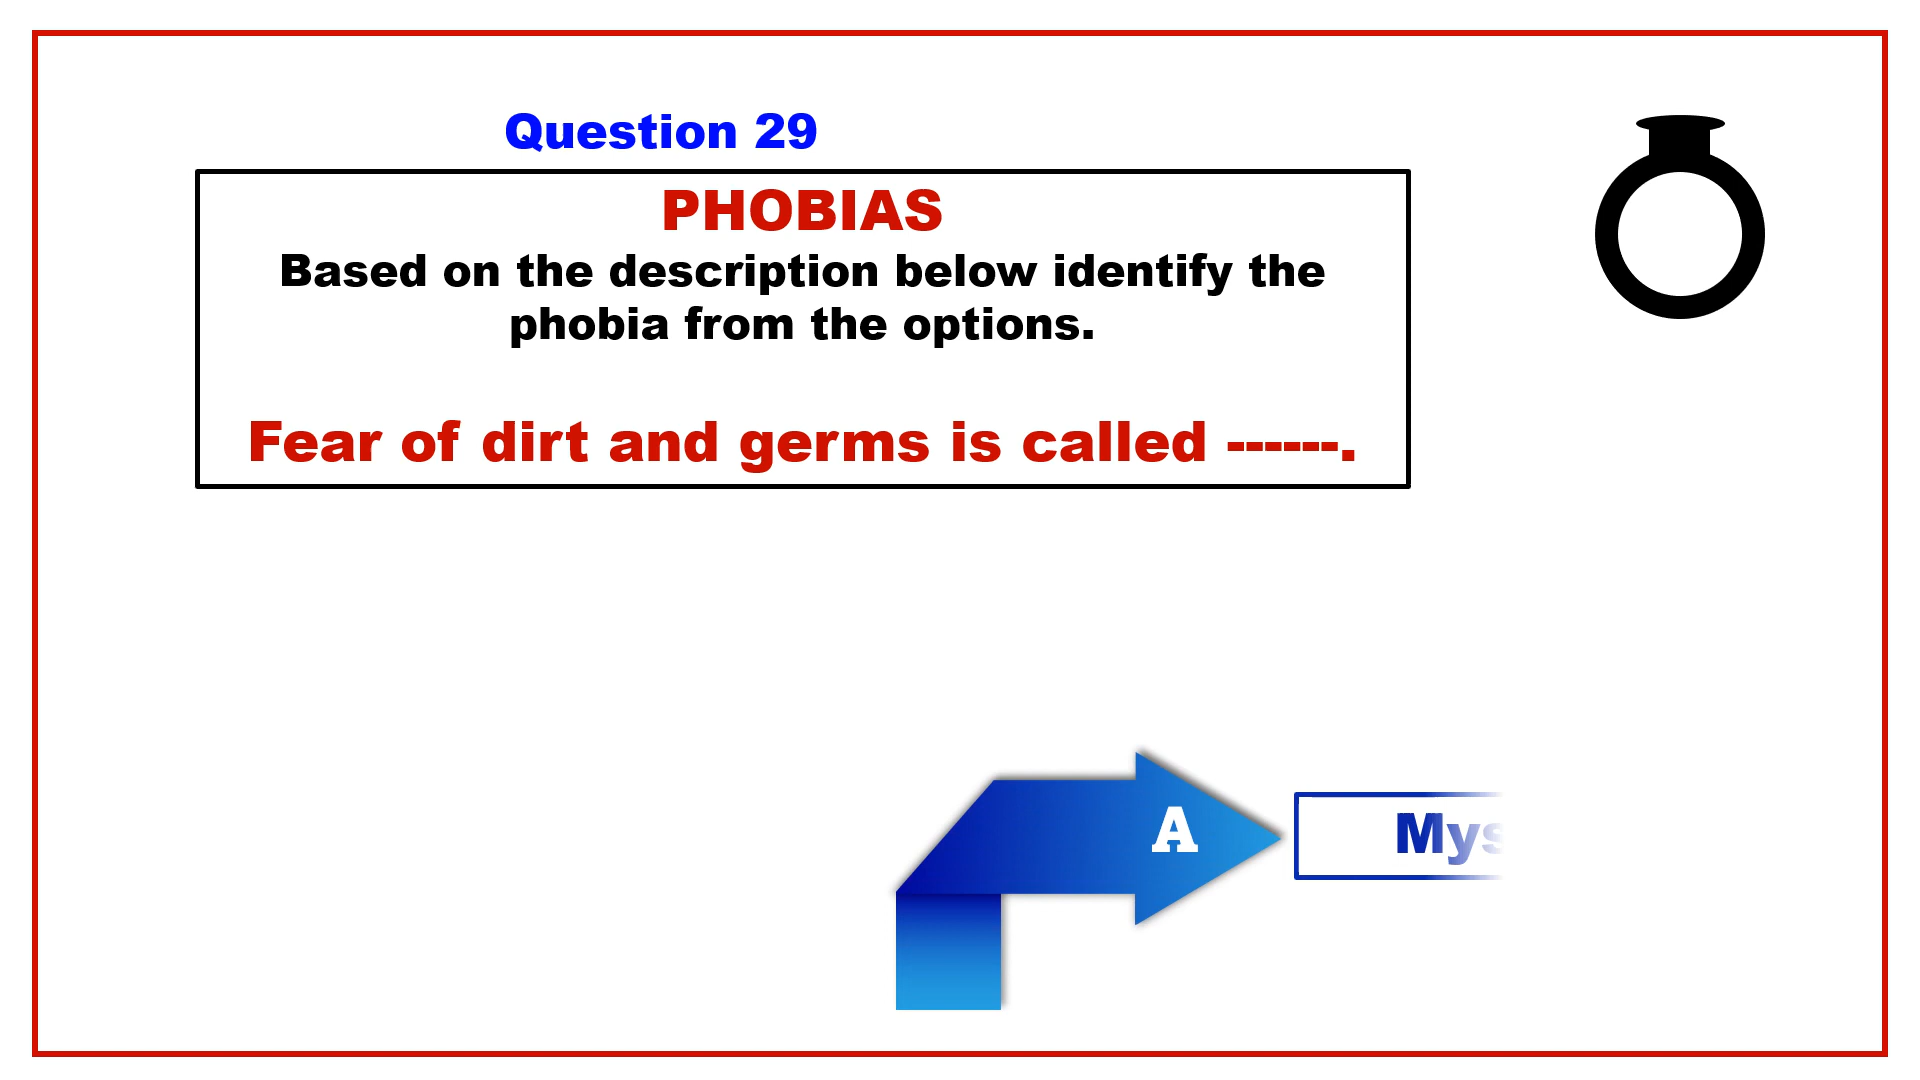 Question 29
PHOBIAS
Based on the description below identify the
phobia from the options.
Fear of dirt and germs is called ------.
A
Mys